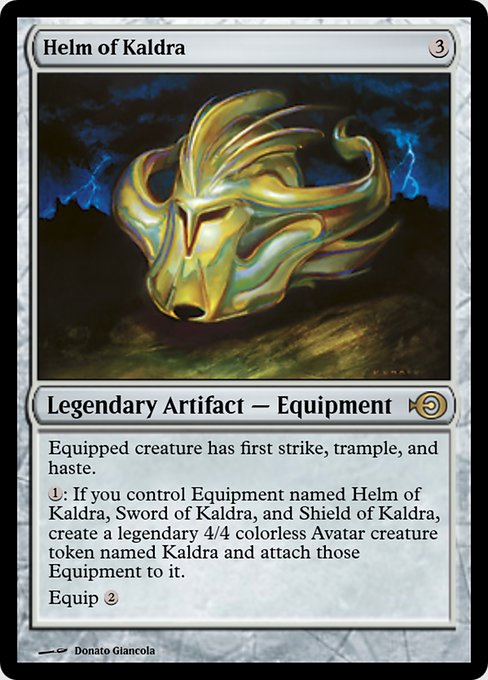 Helm of Kaldra 3
DONATO
Legendary Artifact — Equipment
Equipped creature has first strike, trample, and
haste.
1: If you control Equipment named Helm of
Kaldra, Sword of Kaldra, and Shield of Kaldra,
create a legendary 4/4 colorless Avatar creature
token named Kaldra and attach those
Equipment to it.
Equip 2
Donato Giancola